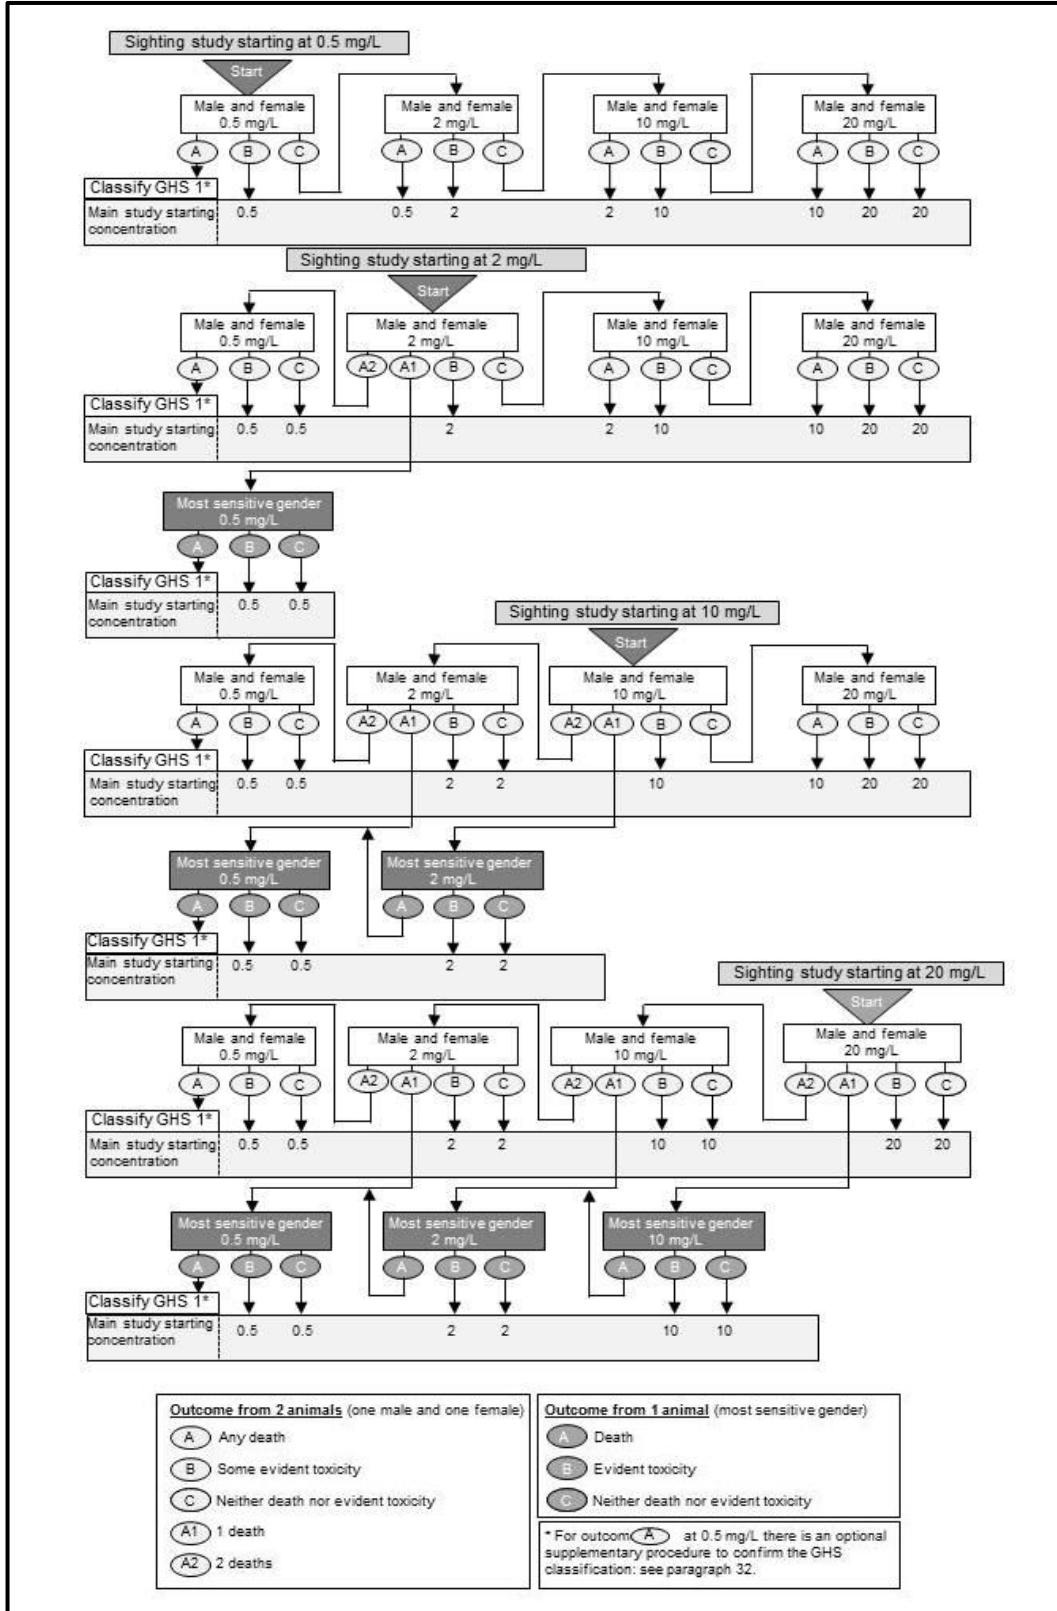 Sighting study starting at 0.5 mg/L
Start
Male and female Male and female Male and female Male and female
0.5 mg/L 2 mg/L 10 mg/L 20 mg/L
A B C A B C A B C A B C
Classify GHS 1*
Main study starting 0.5 0.5 2 2 10 10 20 20
concentration
Sighting study starting at 2 mg/L
Start
Male and female Male and female Male and female Male and female
0.5 mg/L 2 mg/L 10 mg/L 20 mg/L
A B C A2 A1 B C A B C A B C
Classify GHS 1*
Main study starting 0.5 0.5 2 2 10 10 20 20
concentration
Most sensitive gender
0.5 mg/L
A B C
Classify GHS 1*
Main study starting 0.5 0.5
concentration
Sighting study starting at 10 mg/L
Start
Male and female Male and female Male and female Male and female
0.5 mg/L 2 mg/L 10 mg/L 20 mg/L
A B C A2 A1 B C A2 A1 B C A B C
Classify GHS 1*
Main study starting 0.5 0.5 2 2 10 10 20 20
concentration
Most sensitive gender Most sensitive gender
0.5 mg/L 2 mg/L
A B C A B C
Classify GHS 1*
Main study starting 0.5 0.5 2 2
concentration
Sighting study starting at 20 mg/L
Start
Male and female Male and female Male and female Male and female
0.5 mg/L 2 mg/L 10 mg/L 20 mg/L
A B C A2 A1 B C A2 A1 B C A2 A1 B C
Classify GHS 1*
Main study starting 0.5 0.5 2 2 10 10 20 20
concentration
Most sensitive gender Most sensitive gender Most sensitive gender
0.5 mg/L 2 mg/L 10 mg/L
A B C A B C A B C
Classify GHS 1*
Main study starting 0.5 0.5 2 2 10 10
concentration
Outcome from 2 animals (one male and one female)
A Any death
B Some evident toxicity
C Neither death nor evident toxicity
A1 1 death
A2 2 deaths
Outcome from 1 animal (most sensitive gender)
A Death
B Evident toxicity
C Neither death nor evident toxicity
* For outcom A at 0.5 mg/L there is an optional
supplementary procedure to confirm the GHS
classification: see paragraph 32.